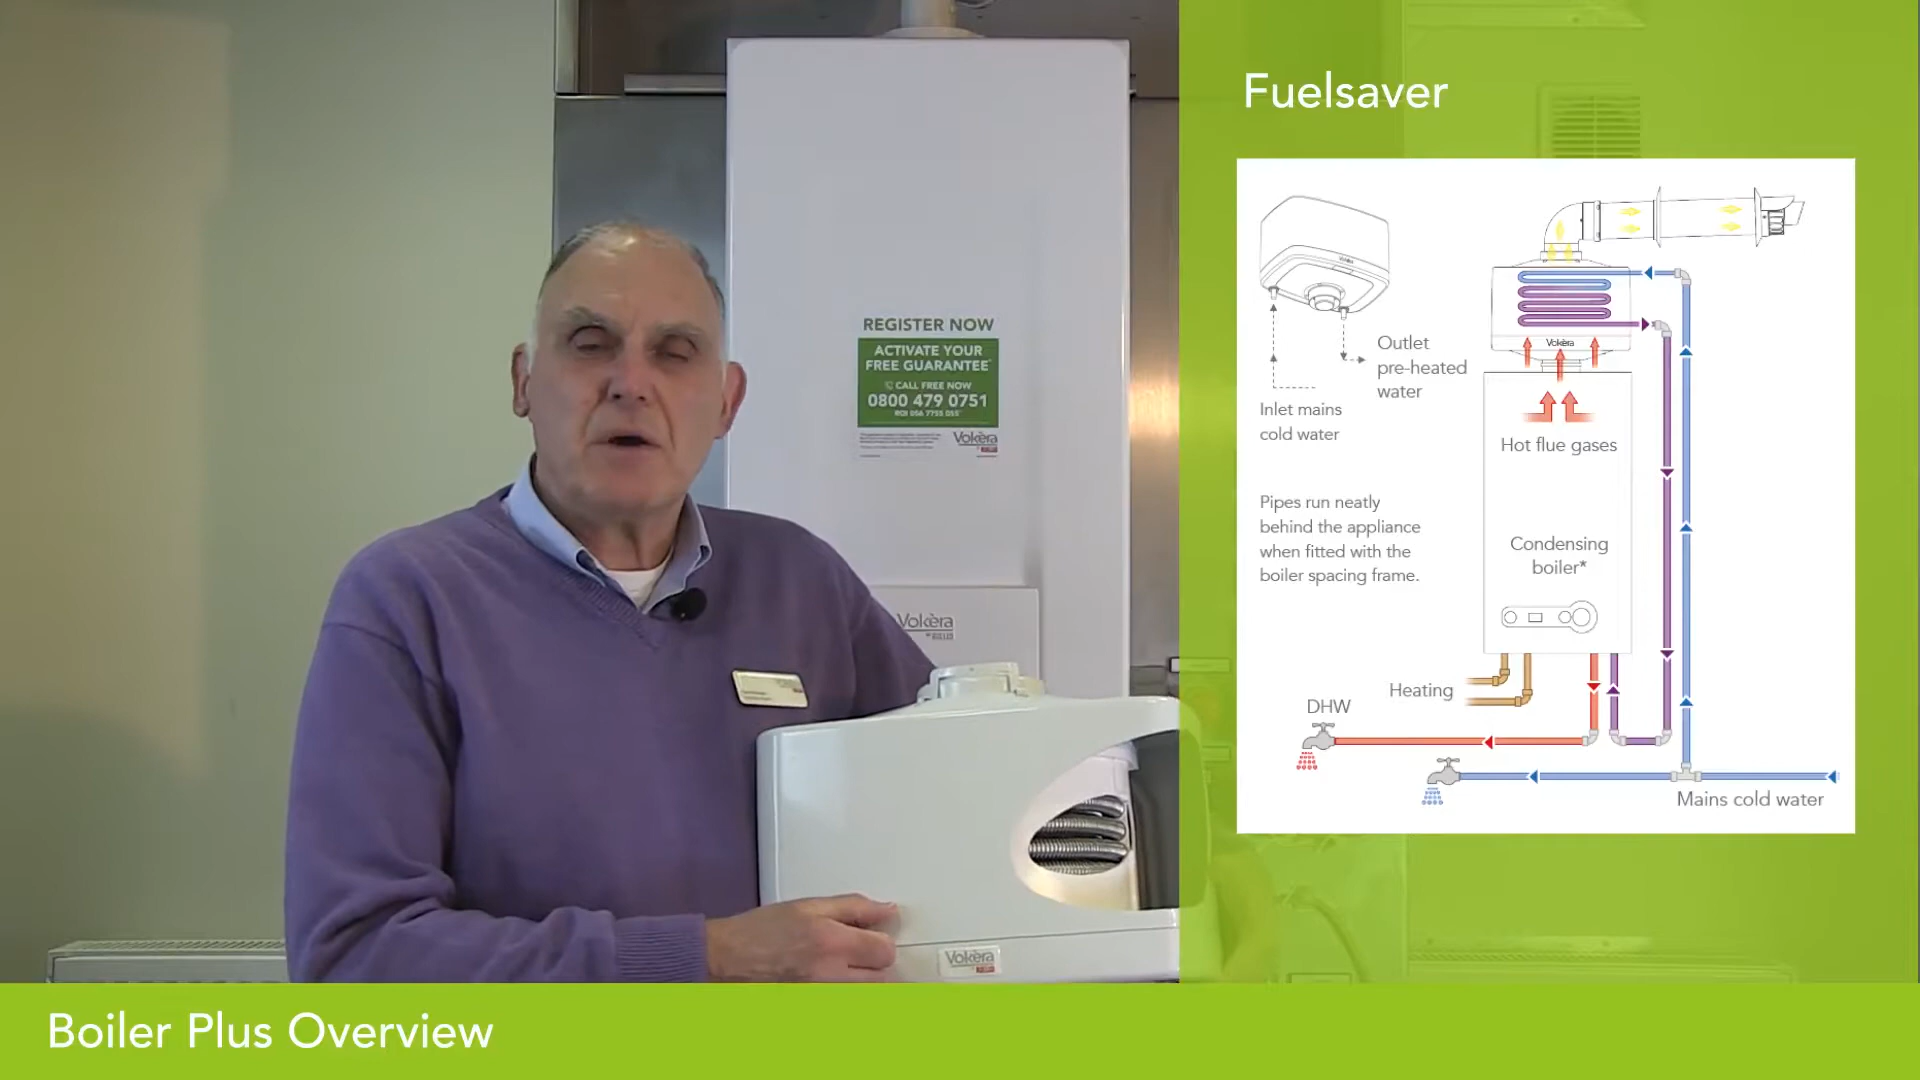 Fuelsaver
REGISTER NOW
ACTIVATE YOUR
FREE GUARANTEE
CALL FREE NOW
0800 479 0751
Vokèra
Vokèra
Vokèra
Outlet
pre-heated
water
Inlet mains
cold water
Vokèra
Hot flue gases
Pipes run neatly
behind the appliance
when fitted with the
boiler spacing frame.
Condensing
boiler*
Heating
DHW
Mains cold water
Boiler Plus Overview